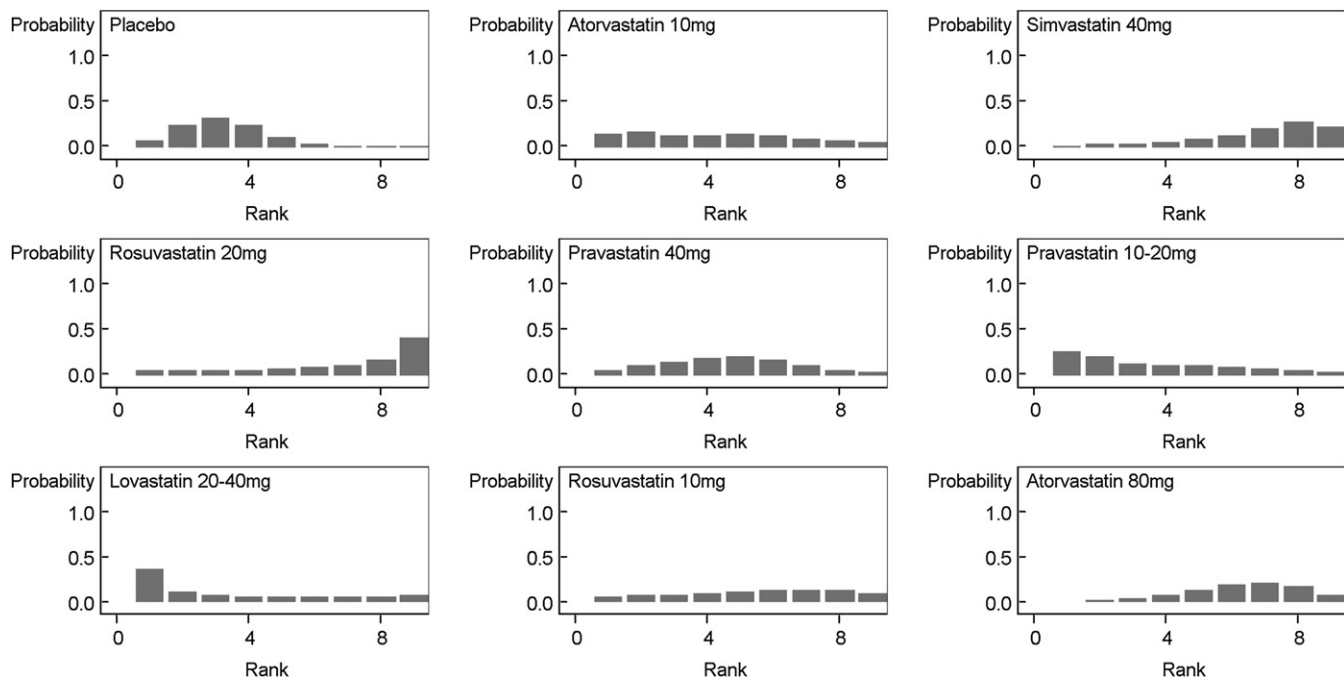 Probability Placebo
1.0
0.5
0.0
0 4 8
Rank
Probability Atorvastatin 10mg
1.0
0.5
0.0
0 4 8
Rank
Probability Simvastatin 40mg
1.0
0.5
0.0
0 4 8
Rank
Probability Rosuvastatin 20mg
1.0
0.5
0.0
0 4 8
Rank
Probability Pravastatin 40mg
1.0
0.5
0.0
0 4 8
Rank
Probability Pravastatin 10-20mg
1.0
0.5
0.0
0 4 8
Rank
Probability Lovastatin 20-40mg
1.0
0.5
0.0
0 4 8
Rank
Probability Rosuvastatin 10mg
1.0
0.5
0.0
0 4 8
Rank
Probability Atorvastatin 80mg
1.0
0.5
0.0
0 4 8
Rank